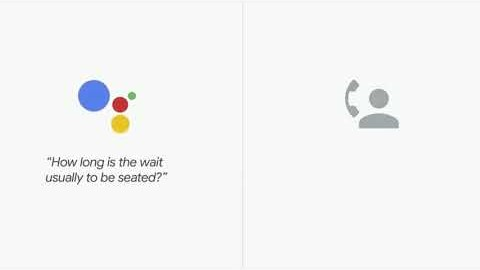 “How long is the wait
usually to be seated?”